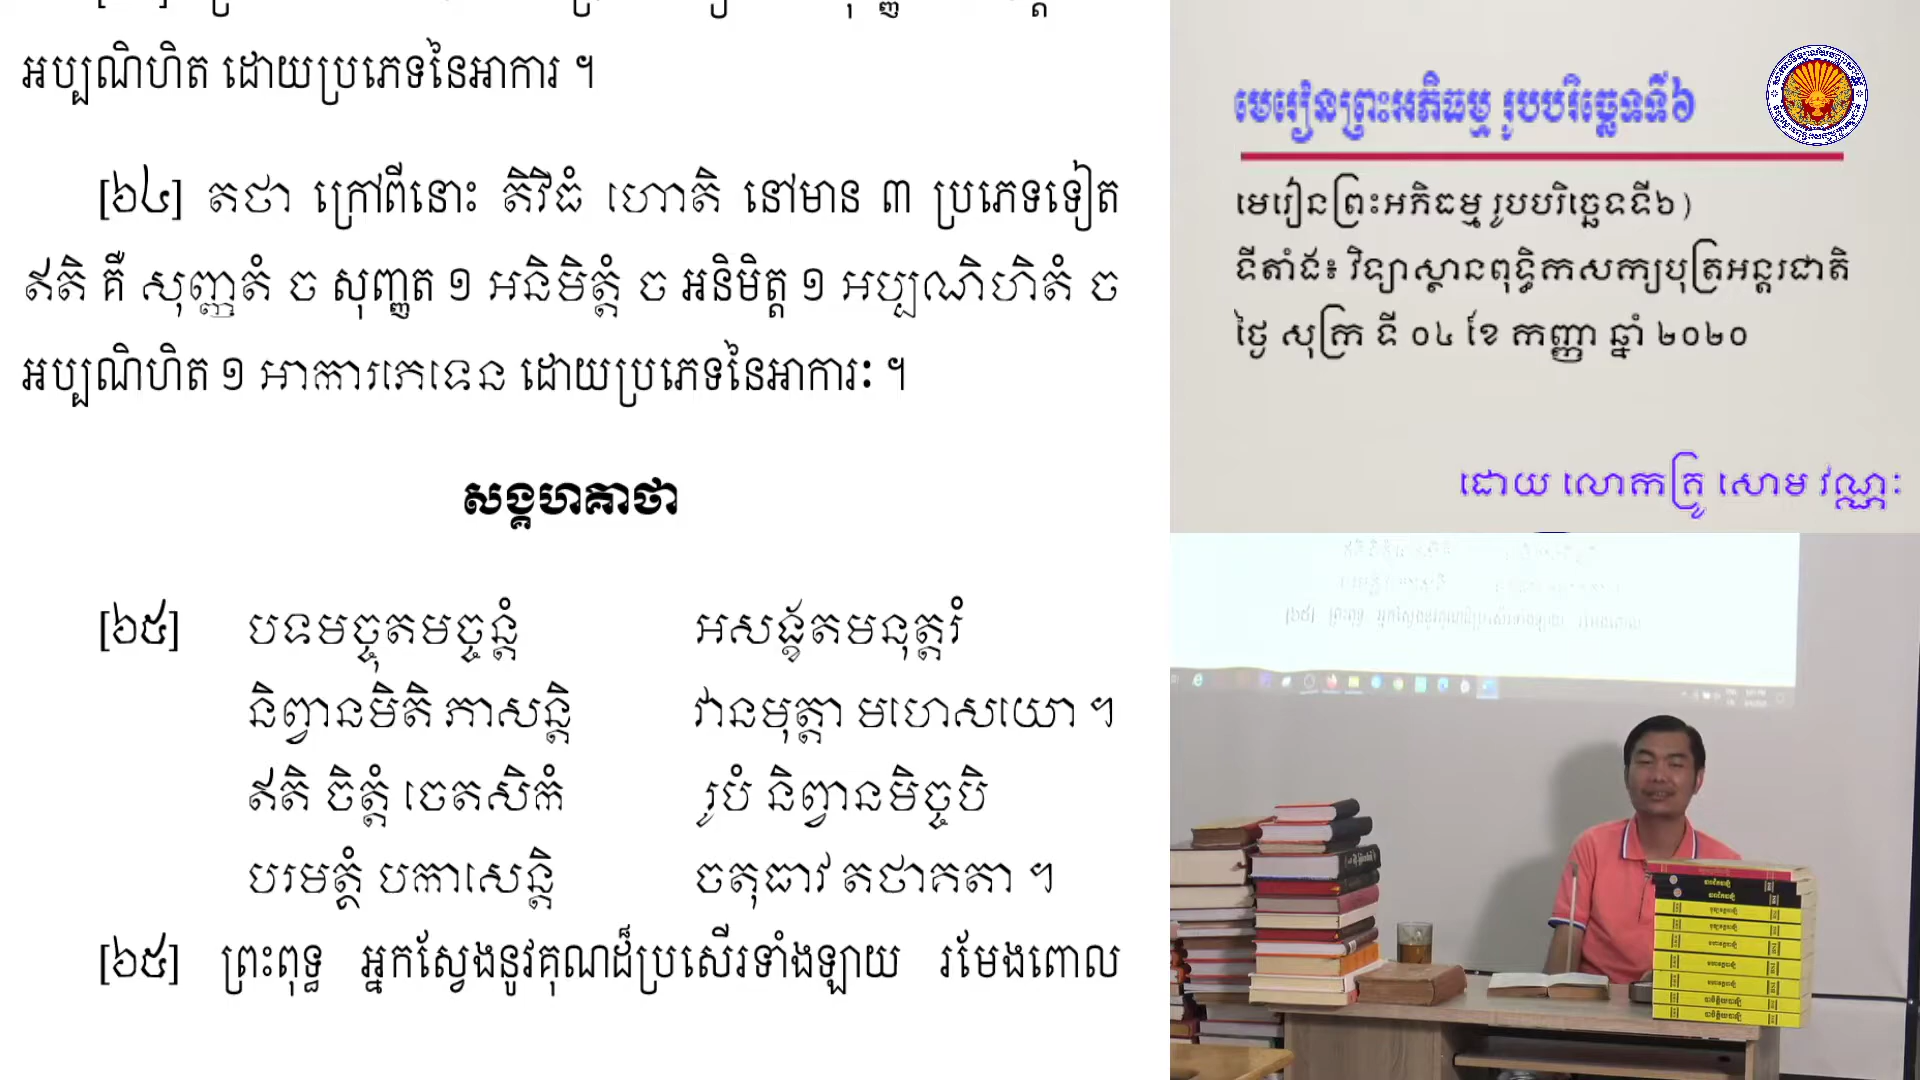 អប្បណិហិត ដោយប្រភេទនៃអាការ ។
[៦៤] តថា ក្រៅពីនោះ តិវិធំ ហោតិ នៅមាន ៣ ប្រភេទទៀត
ឥតិ គឺ សុញ្ញតំ ច សុញ្ញត ១ អនិមិត្តំ ច អនិមិត្ត ១ អប្បណិហិតំ ច
អប្បណិហិត ១ អាការភេទេន ដោយប្រភេទនៃអាការៈ ។
សង្គហគាថា
[៦៥] បទមច្ចុតមច្ចន្តំ អសង្ខតមនុត្តរំ
និព្វានមិតិ ភាសន្តិ វានមុត្តា មហេសយោ ។
ឥតិ ចិត្តំ ចេតសិកំ រូបំ និព្វានមិច្ចបិ
បរមត្ថំ បកាសេន្តិ ចតុធាវ តថាគតា ។
[៦៥] ព្រះពុទ្ធ អ្នកស្វែងនូវគុណដ៏ប្រសើរទាំងឡាយ រមែងពោល
មេរៀនព្រះអភិធម្ម រូបបរិច្ឆេទទី៦
មេរៀនព្រះអភិធម្ម រូបបរិច្ឆេទទី៦)
ទីតាំង៖ វិទ្យាស្ថានពុទ្ធិកសក្យបុត្រអន្តរជាតិ
ថ្ងៃ សុក្រ ទី ០៤ ខែ កញ្ញា ឆ្នាំ ២០២០
ដោយ លោកគ្រូ សោម វណ្ណៈ